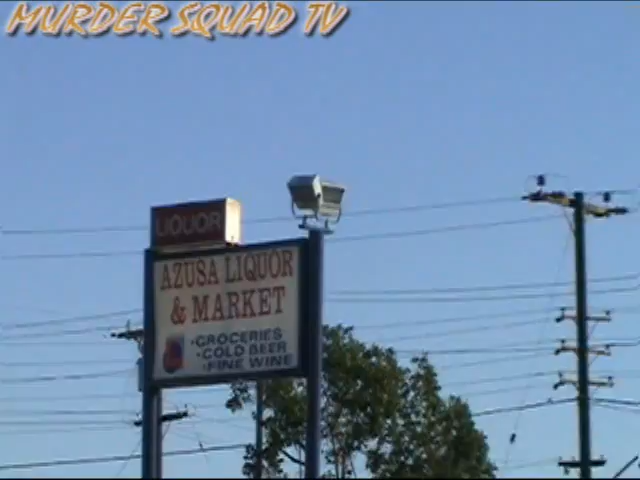 MURDER SQUAD TV
LIQUOR
AZUSA LIQUOR
& MARKET
•GROCERIES
•COLD BEER
•FINE WINE